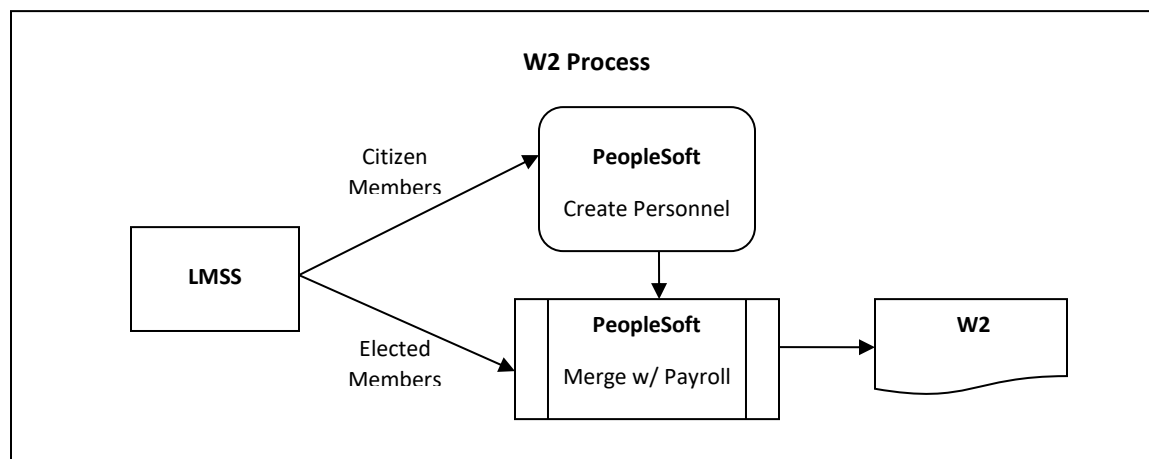 W2 Process
Citizen
Members
PeopleSoft
Create Personnel
LMSS
Elected
Members
PeopleSoft
Merge w/ Payroll
W2